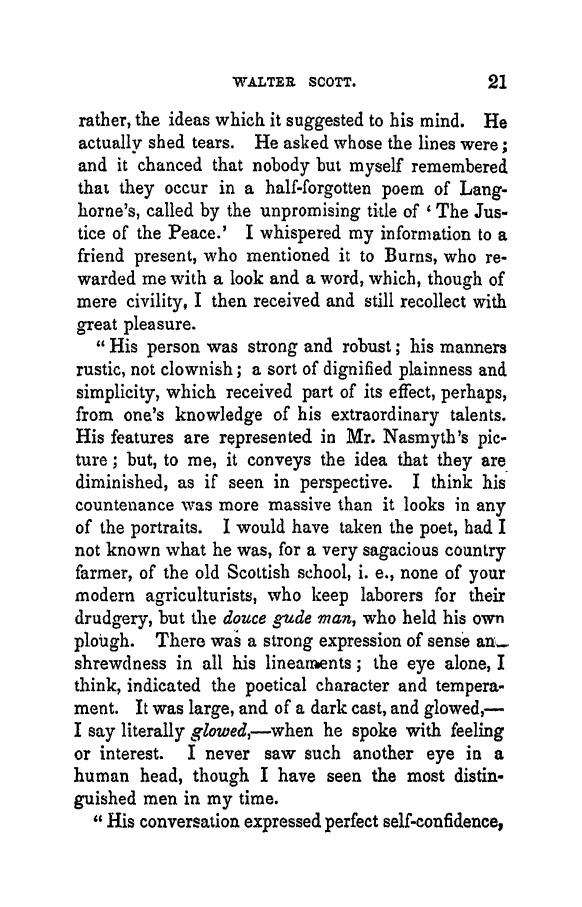 WALTER SCOTT. 21
rather, the ideas which it suggested to his mind. He
actually shed tears. He asked whose the lines were;
and it chanced that nobody but myself remembered
that they occur in a half-forgotten poem of Lang-
horne's, called by the unpromising title of ‘The Jus-
tice of the Peace.’ I whispered my information to a
friend present, who mentioned it to Burns, who re-
warded me with a look and a word, which, though of
mere civility, I then received and still recollect with
great pleasure.
“His person was strong and robust; his manners
rustic, not clownish; a sort of dignified plainness and
simplicity, which received part of its effect, perhaps,
from one's knowledge of his extraordinary talents.
His features are represented in Mr. Nasmyth's pic-
ture; but, to me, it conveys the idea that they are
diminished, as if seen in perspective. I think his
countenance was more massive than it looks in any
of the portraits. I would have taken the poet, had I
not known what he was, for a very sagacious country
farmer, of the old Scottish school, i. e., none of your
modern agriculturists, who keep laborers for their
drudgery, but the douce gude man, who held his own
plough. There was a strong expression of sense an
shrewdness in all his lineaments; the eye alone, I
think, indicated the poetical character and tempera-
ment. It was large, and of a dark cast, and glowed,—
I say literally glowed,—when he spoke with feeling
or interest. I never saw such another eye in a
human head, though I have seen the most distin-
guished men in my time.
“His conversation expressed perfect self-confidence,